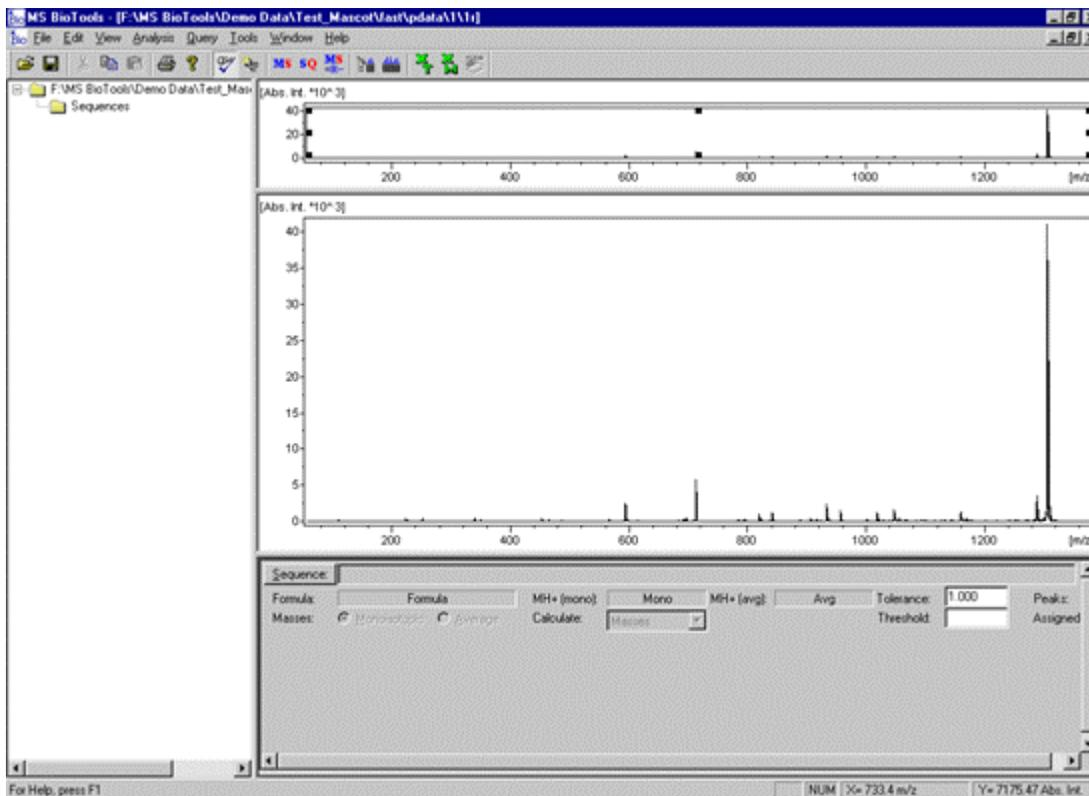 MS BioTools - [F:\MS BioTools\Demo Data\Test_Mascot\fast\pdata\1\1r]
File Edit View Analysis Query Tools Window Help
MS SQ MS
F:\MS BioTools\Demo Data\Test_Mas
Sequences
[Abs. Int. *10^3]
40
20
0
200 400 600 800 1000 1200 [m/z
[Abs. Int. *10^3]
40
35
30
25
20
15
10
5
0
200 400 600 800 1000 1200 [m/z
Sequence:
Formula: Formula MH+ (mono): Mono MH+ (avg): Avg Tolerance: 1.000 Peaks:
Masses: Monoisotopic Average Calculate: Masses Threshold: Assigned
For Help, press F1 NUM X= 733.4 m/z Y= 7175.47 Abs. Int.